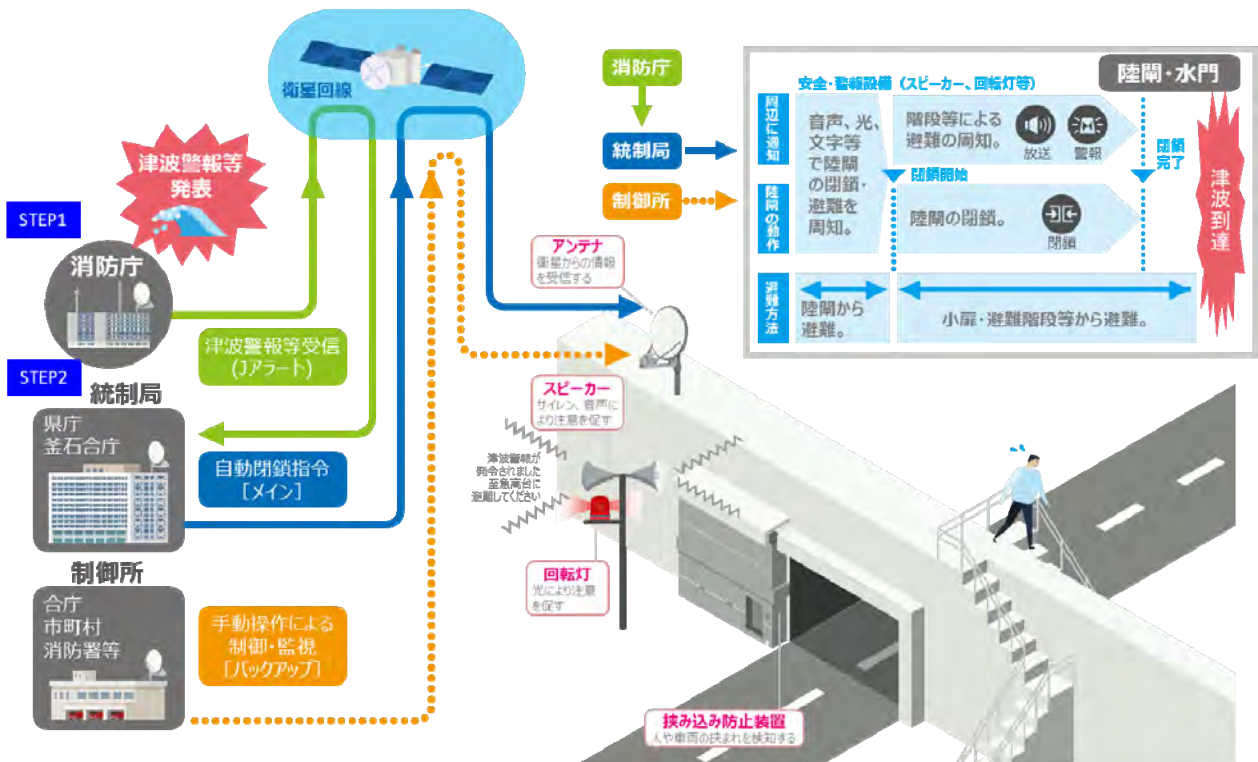 衛星回線
津波警報等
発表
STEP1
消防庁
津波警報等受信
(Jアラート)
STEP2
統制局
県庁
釜石合庁
自動閉鎖指令
[メイン]
制御所
合庁
市町村
消防署等
手動操作による
制御・監視
[バックアップ]
消防庁
統制局
制御所
陸閘・水門
安全・警報設備(スピーカー、回転灯等)
周辺に通知
音声、光、
文字等
で陸閘
の閉鎖・
避難を
周知。
階段等による
避難の周知。
放送
警報
閉鎖
完了
閉鎖開始
陸閘の動作
陸閘の閉鎖。
閉鎖
津波到達
避難方法
陸閘から
避難。
小扉・避難階段等から避難。
アンテナ
衛星からの情報
を受信する
スピーカー
サイレン、音声に
より注意を促す
津波警報が
発令されました
至急高台に
避難してください
回転灯
光により注意
を促す
挟み込み防止装置
人や車両の挟まれを検知する